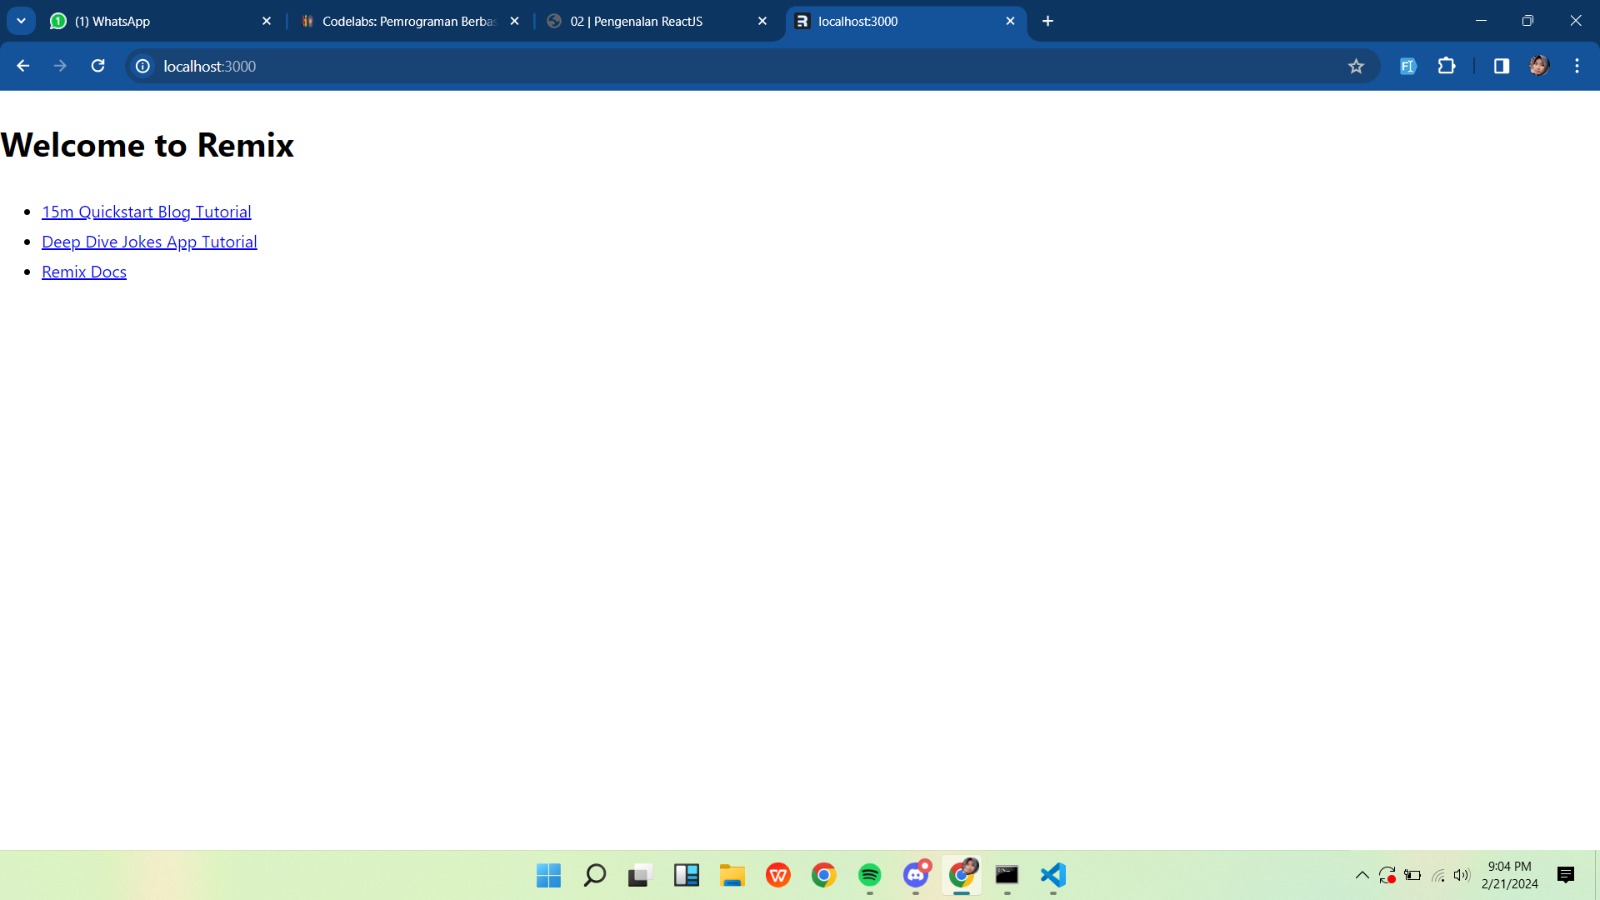 (1) WhatsApp
Codelabs: Pemrograman Berbas
02 | Pengenalan ReactJS
localhost:3000
localhost:3000
Welcome to Remix
15m Quickstart Blog Tutorial
Deep Dive Jokes App Tutorial
Remix Docs
9:04 PM
2/21/2024